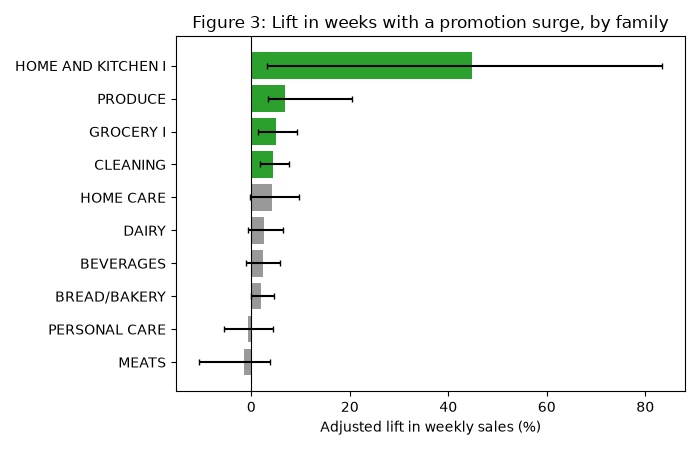 Figure 3: Lift in weeks with a promotion surge, by family
HOME AND KITCHEN I
PRODUCE
GROCERY I
CLEANING
HOME CARE
DAIRY
BEVERAGES
BREAD/BAKERY
PERSONAL CARE
MEATS
0 20 40 60 80
Adjusted lift in weekly sales (%)